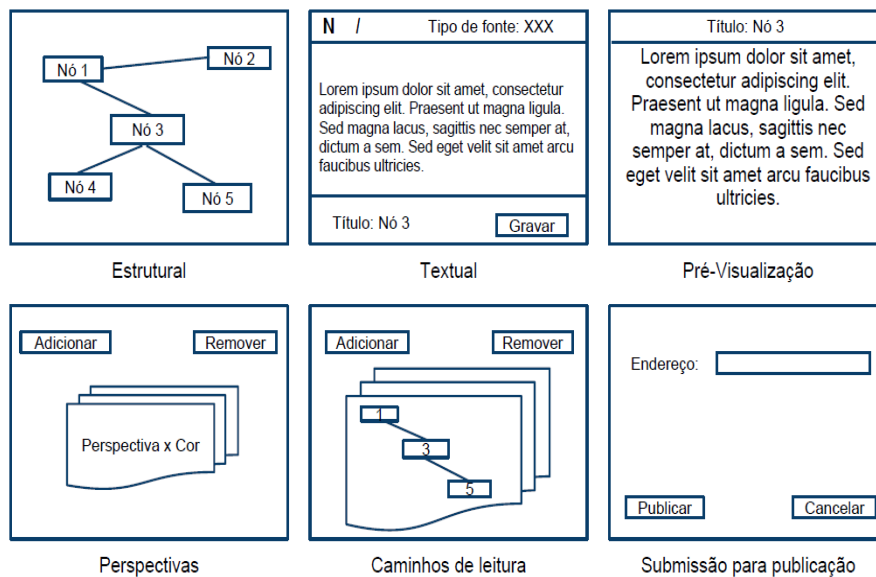 Nó 1
Nó 2
Nó 3
Nó 4
Nó 5
Estrutural
N I Tipo de fonte: XXX
Lorem ipsum dolor sit amet, consectetur
adipiscing elit. Praesent ut magna ligula.
Sed magna lacus, sagittis nec semper at,
dictum a sem. Sed eget velit sit amet arcu
faucibus ultricies.
Título: Nó 3
Gravar
Textual
Título: Nó 3
Lorem ipsum dolor sit amet,
consectetur adipiscing elit.
Praesent ut magna ligula. Sed
magna lacus, sagittis nec
semper at, dictum a sem. Sed
eget velit sit amet arcu faucibus
ultricies.
Pré-Visualização
Adicionar
Remover
Perspectiva x Cor
Perspectivas
Adicionar
Remover
1
3
5
Caminhos de leitura
Endereço:
Publicar
Cancelar
Submissão para publicação